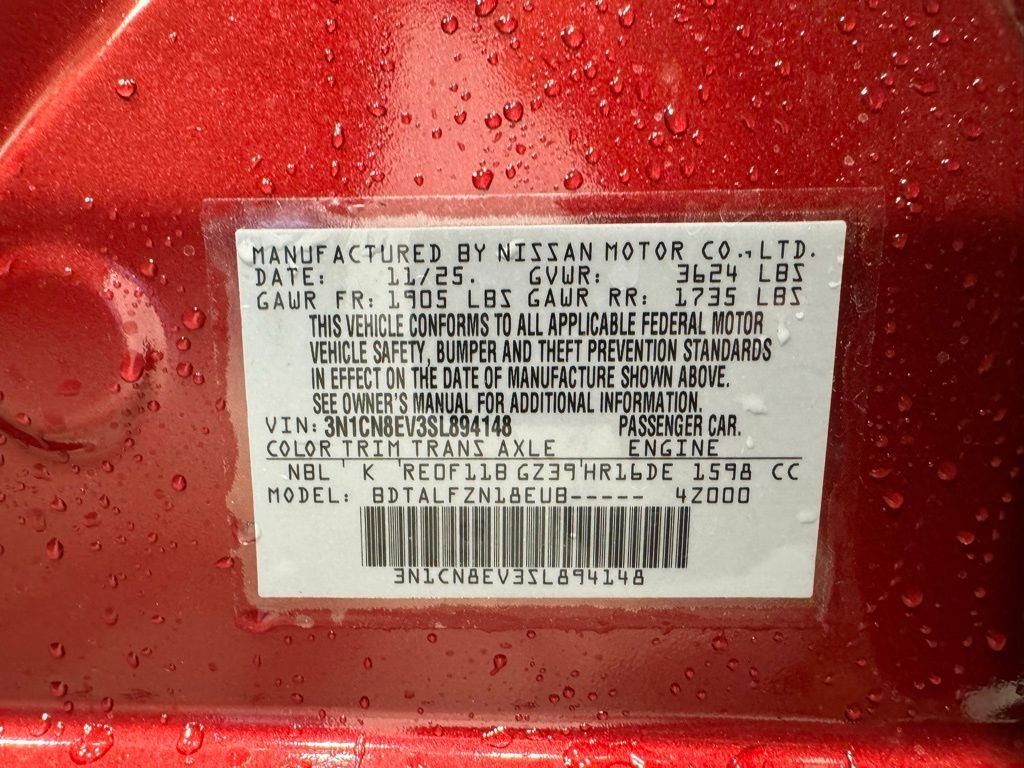 MANUFACTURED BY NISSAN MOTOR CO.,LTD.
DATE: 11/25. GVWR: 3624 LBS
GAWR FR: 1905 LBS GAWR RR: 1735 LBS
THIS VEHICLE CONFORMS TO ALL APPLICABLE FEDERAL MOTOR
VEHICLE SAFETY, BUMPER AND THEFT PREVENTION STANDARDS
IN EFFECT ON THE DATE OF MANUFACTURE SHOWN ABOVE.
SEE OWNER'S MANUAL FOR ADDITIONAL INFORMATION.
VIN: 3N1CN8EV3SL894148 PASSENGER CAR.
COLOR TRIM TRANS AXLE ENGINE
NBL ' K 'RE0F11B GZ39'HR16DE 1598 CC
MODEL: BDTALFZN18EUB----- 4Z000
3N1CN8EV3SL894148